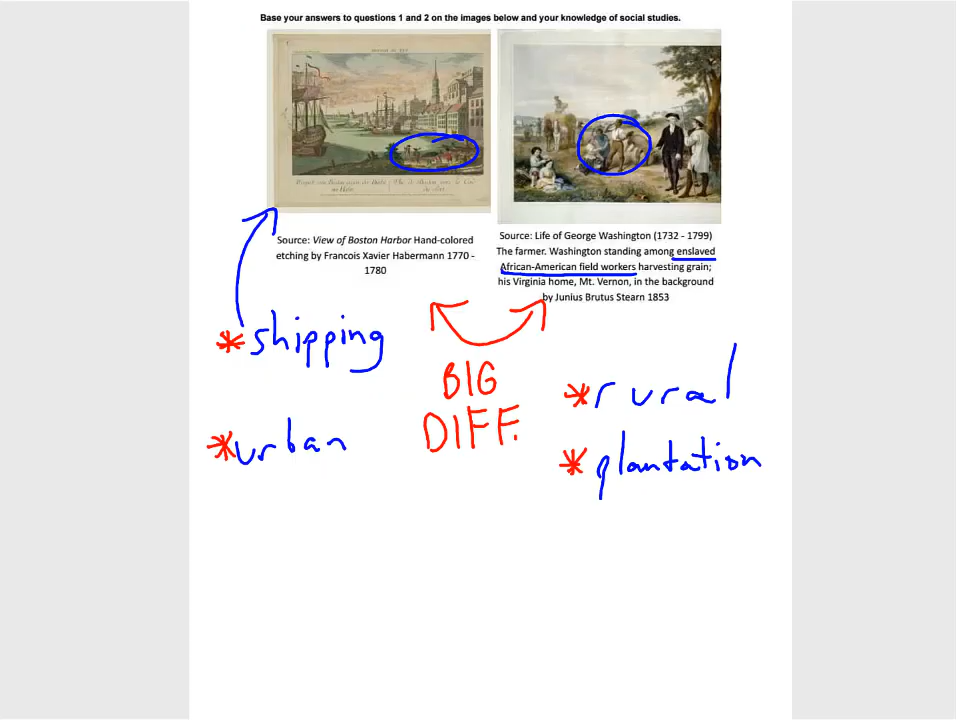 Base your answers to questions 1 and 2 on the images below and your knowledge of social studies.
Source: View of Boston Harbor Hand-colored
etching by Francois Xavier Habermann 1770 -
1780
Source: Life of George Washington (1732 - 1799)
The farmer. Washington standing among enslaved
African-American field workers harvesting grain;
his Virginia home, Mt. Vernon, in the background
by Junius Brutus Stearn 1853
*shipping
*urban
BIG
DIFF.
*rural
*plantation